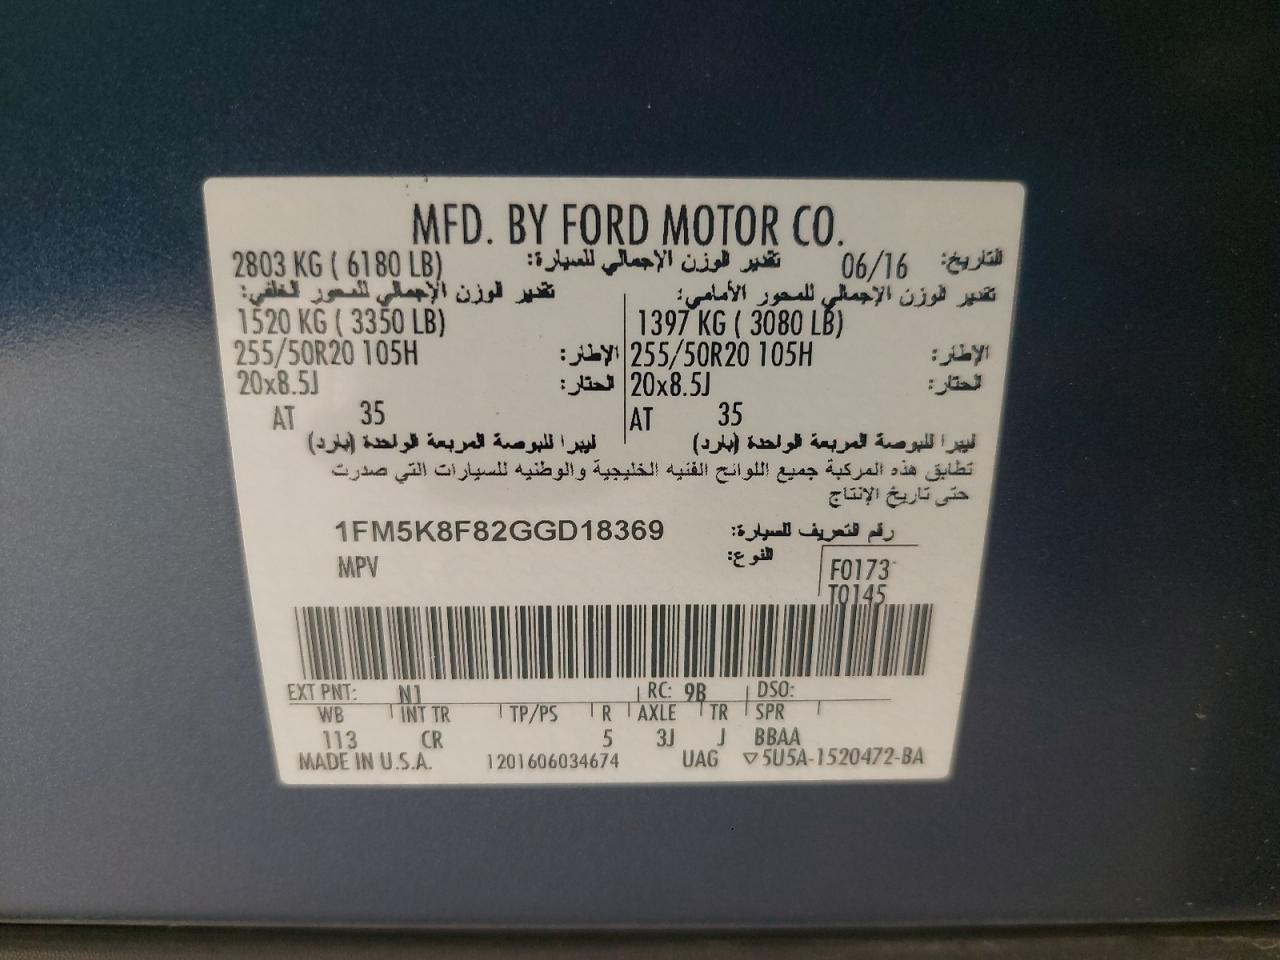 MFD. BY FORD MOTOR CO.
التاريخ: 06/16 تقدير الوزن الإجمالي للسيارة: 2803 KG ( 6180 LB)
تقدير الوزن الإجمالي للمحور الأمامي: تقدير الوزن الإجمالي للمحور الخلفي:
1520 KG ( 3350 LB) 1397 KG ( 3080 LB)
255/50R20 105H الإطار: 255/50R20 105H الإطار:
20x8.5J الحتار: 20x8.5J الحتار:
AT 35 AT 35
ليبرا للبوصة المربعة الواحدة (بارد) ليبرا للبوصة المربعة الواحدة (بارد)
تطابق هذه المركبة جميع اللوائح الفنيه الخليجية والوطنيه للسيارات التي صدرت
حتى تاريخ الإنتاج
رقم التعريف للسيارة: 1FM5K8F82GGD18369
النوع: MPV
F0173
T0145
EXT PNT: N1 RC: 9B DSO:
WB INT TR TP/PS R AXLE TR SPR
113 CR 5 3J J BBAA
MADE IN U.S.A. 1201606034674 UAG ▽5U5A-1520472-BA